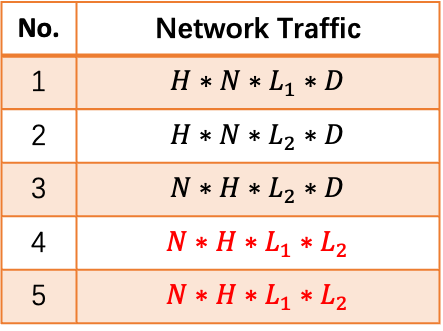 No. Network Traffic
1 H * N * L₁ * D
2 H * N * L₂ * D
3 N * H * L₂ * D
4 N * H * L₁ * L₂
5 N * H * L₁ * L₂